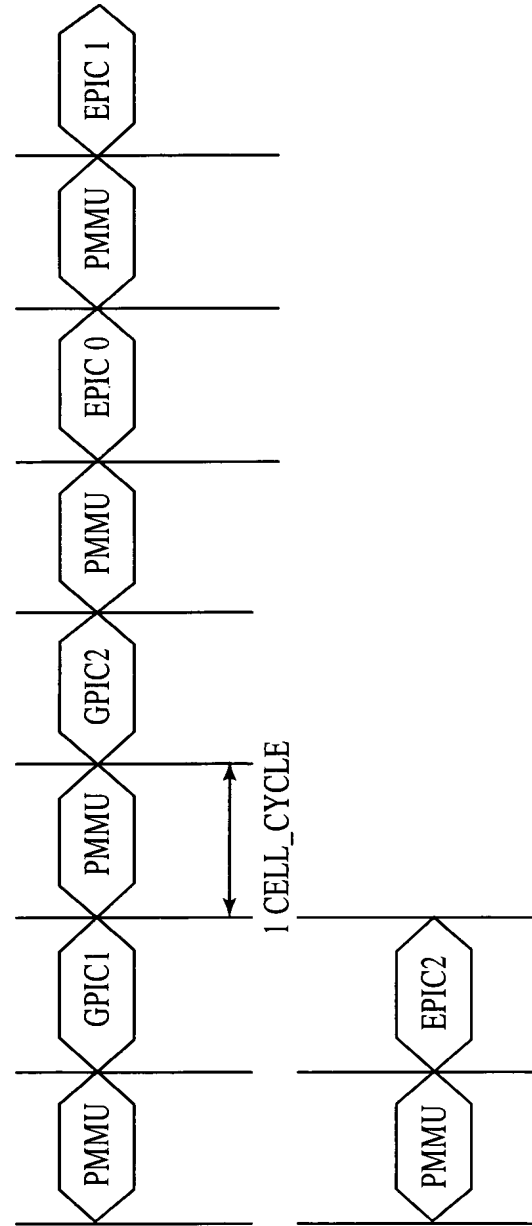 PMMU
GPIC1
PMMU
GPIC2
PMMU
EPIC 0
PMMU
EPIC 1
1 CELL_CYCLE
PMMU
EPIC2